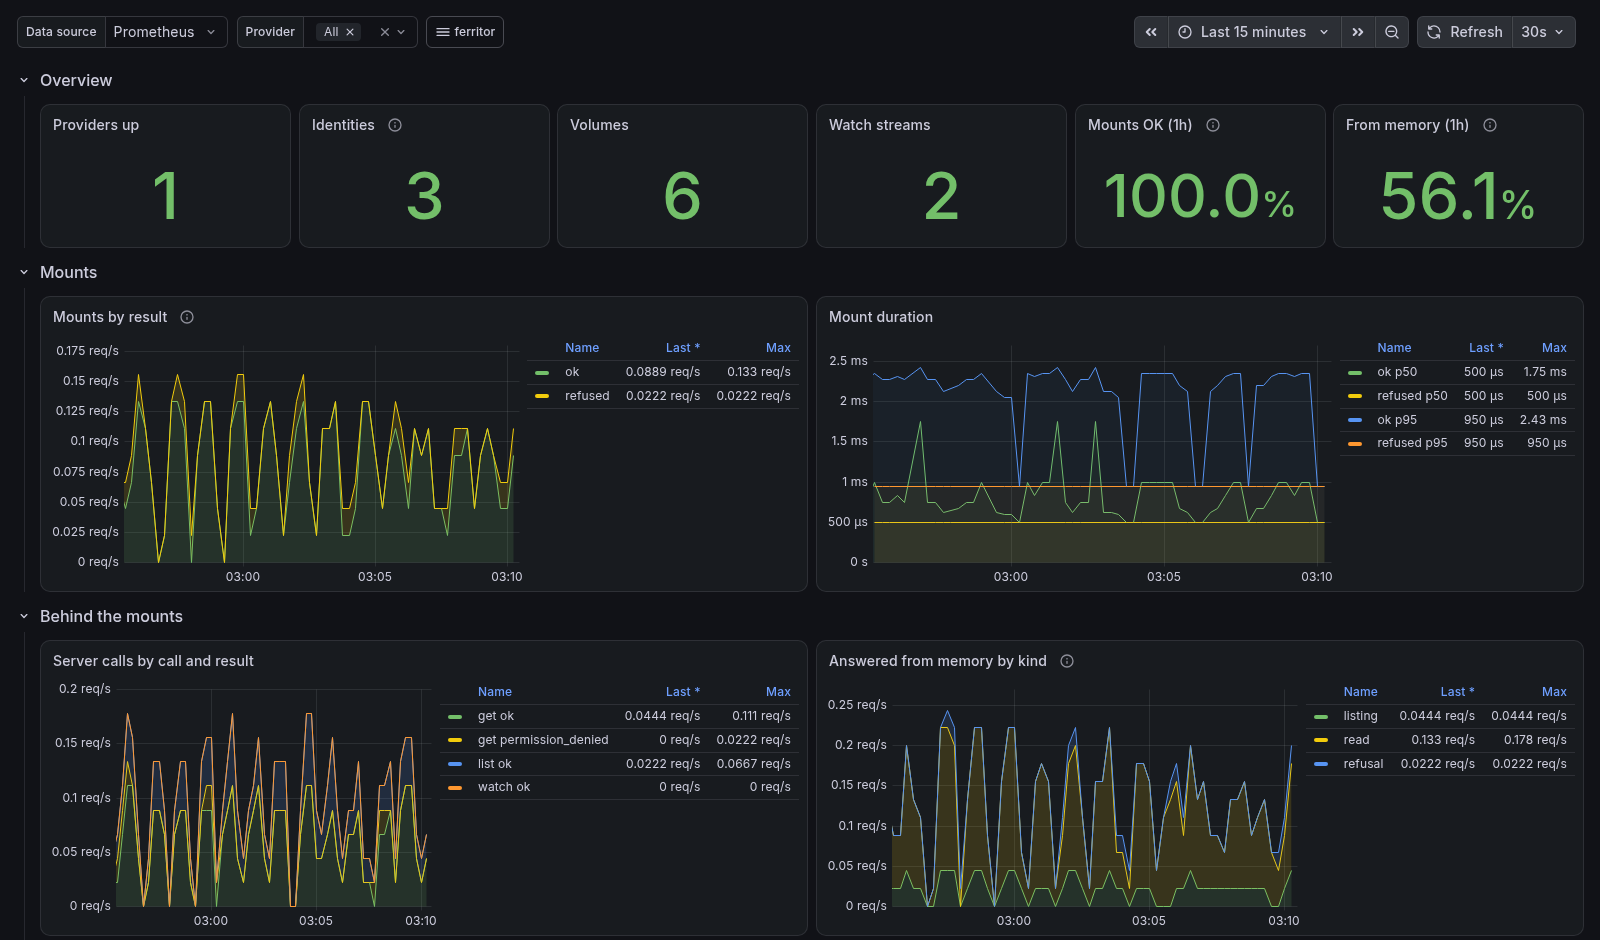 Data source Prometheus Provider All ferritor Last 15 minutes Refresh 30s
Overview
Providers up Identities Volumes Watch streams Mounts OK (1h) From memory (1h)
1 3 6 2 100.0% 56.1%
Mounts
Mounts by result
Name Last * Max
ok 0.0889 req/s 0.133 req/s
refused 0.0222 req/s 0.0222 req/s
0.175 req/s
0.15 req/s
0.125 req/s
0.1 req/s
0.075 req/s
0.05 req/s
0.025 req/s
0 req/s
03:00 03:05 03:10
Mount duration
Name Last * Max
ok p50 500 µs 1.75 ms
refused p50 500 µs 500 µs
ok p95 950 µs 2.43 ms
refused p95 950 µs 950 µs
2.5 ms
2 ms
1.5 ms
1 ms
500 µs
0 s
03:00 03:05 03:10
Behind the mounts
Server calls by call and result
Name Last * Max
get ok 0.0444 req/s 0.111 req/s
get permission_denied 0 req/s 0.0222 req/s
list ok 0.0222 req/s 0.0667 req/s
watch ok 0 req/s 0 req/s
0.2 req/s
0.15 req/s
0.1 req/s
0.05 req/s
0 req/s
03:00 03:05 03:10
Answered from memory by kind
Name Last * Max
listing 0.0444 req/s 0.0444 req/s
read 0.133 req/s 0.178 req/s
refusal 0.0222 req/s 0.0222 req/s
0.25 req/s
0.2 req/s
0.15 req/s
0.1 req/s
0.05 req/s
0 req/s
03:00 03:05 03:10